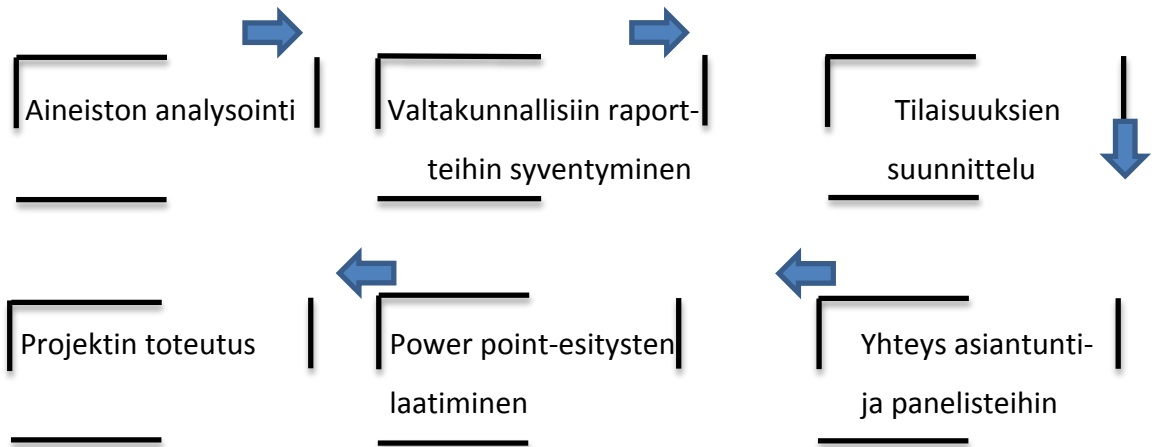 Aineiston analysointi
Valtakunnallisiin raport-
teihin syventyminen
Tilaisuuksien
suunnittelu
Yhteys asiantunti-
ja panelisteihin
Power point-esitysten
laatiminen
Projektin toteutus